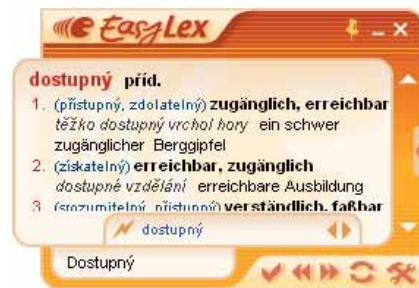 EasyLex
dostupný příd.
1. (přístupný, zdolatelný) zugänglich, erreichbar
těžko dostupný vrchol hory ein schwer
zugänglicher Berggipfel
2. (získatelný) erreichbar, zugänglich
dostupné vzdělání erreichbare Ausbildung
3. (srozumitelný, přístupný) verständlich, faßbar
dostupný
Dostupný